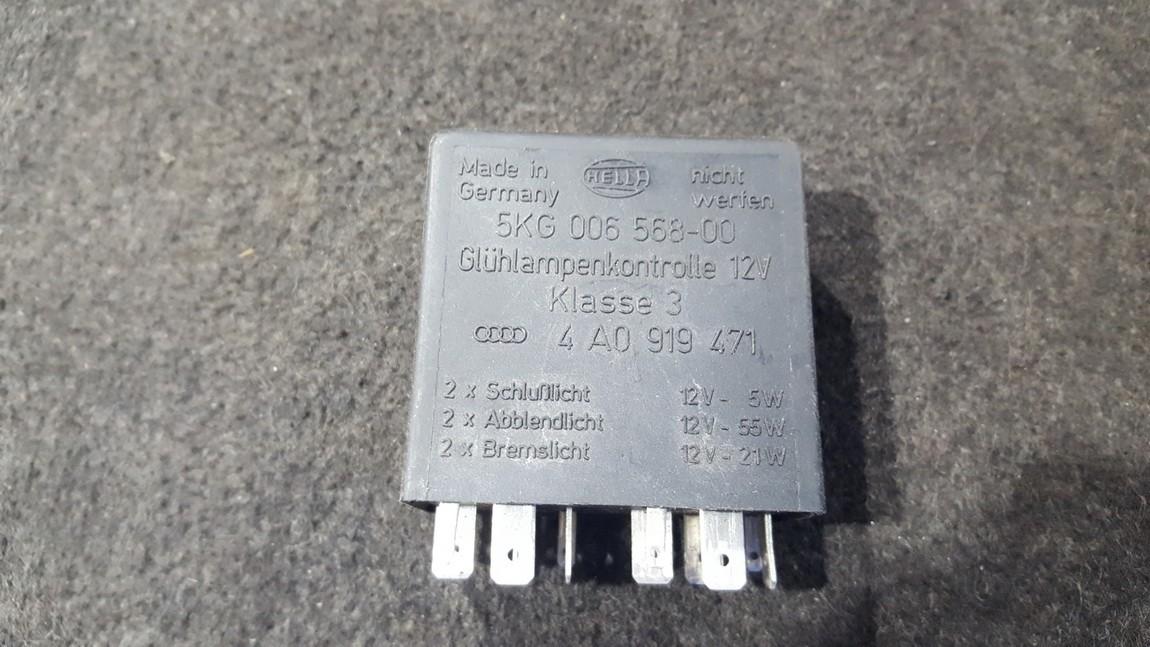 Made in HELLA nicht
Germany werfen
5KG 006 568-00
Glühlampenkontrolle 12V
Klasse 3
4 A0 919 471
2 x Schlußlicht 12V - 5W
2 x Abblendlicht 12V - 55W
2 x Bremslicht 12V - 21W